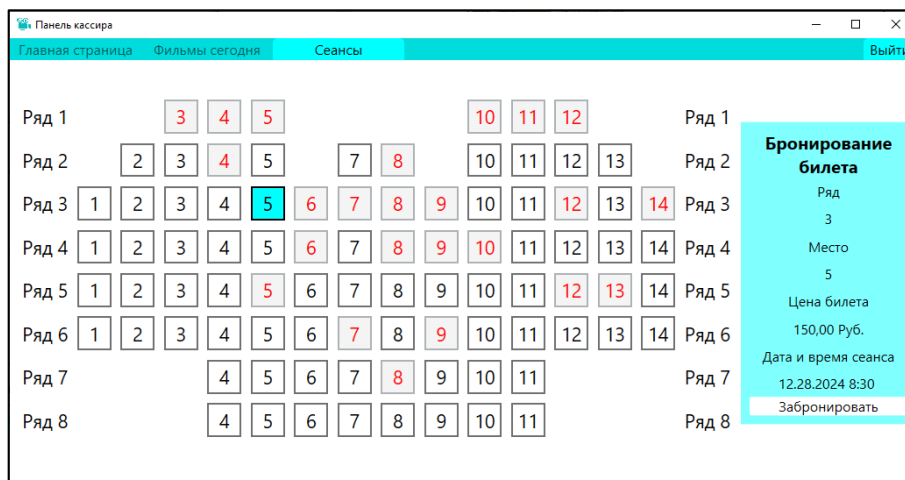 Панель кассира
Главная страница Фильмы сегодня Сеансы Выйти
Ряд 1 3 4 5 10 11 12 Ряд 1
Ряд 2 2 3 4 5 7 8 10 11 12 13 Ряд 2
Ряд 3 1 2 3 4 5 6 7 8 9 10 11 12 13 14 Ряд 3
Ряд 4 1 2 3 4 5 6 7 8 9 10 11 12 13 14 Ряд 4
Ряд 5 1 2 3 4 5 6 7 8 9 10 11 12 13 14 Ряд 5
Ряд 6 1 2 3 4 5 6 7 8 9 10 11 12 13 14 Ряд 6
Ряд 7 4 5 6 7 8 9 10 11 Ряд 7
Ряд 8 4 5 6 7 8 9 10 11 Ряд 8
Бронирование
билета
Ряд
3
Место
5
Цена билета
150,00 Руб.
Дата и время сеанса
12.28.2024 8:30
Забронировать